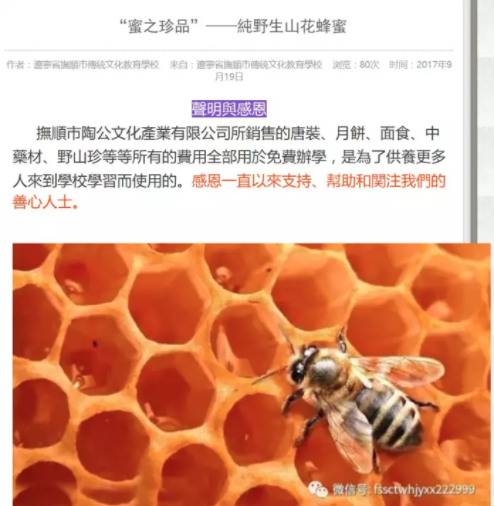 “蜜之珍品”——純野生山花蜂蜜
作者：遼寧省撫順市傳統文化教育學校 来自：遼寧省撫順市傳統文化教育學校 浏览：80次 时间：2017年9
月19日
聲明與感恩
撫順市陶公文化產業有限公司所銷售的唐裝、月餅、面食、中
藥材、野山珍等等所有的費用全部用於免費辦學，是為了供養更多
人來到學校學習而使用的。感恩一直以來支持、幫助和関注我們的
善心人士。
微信号: fssctwhjyxx222999